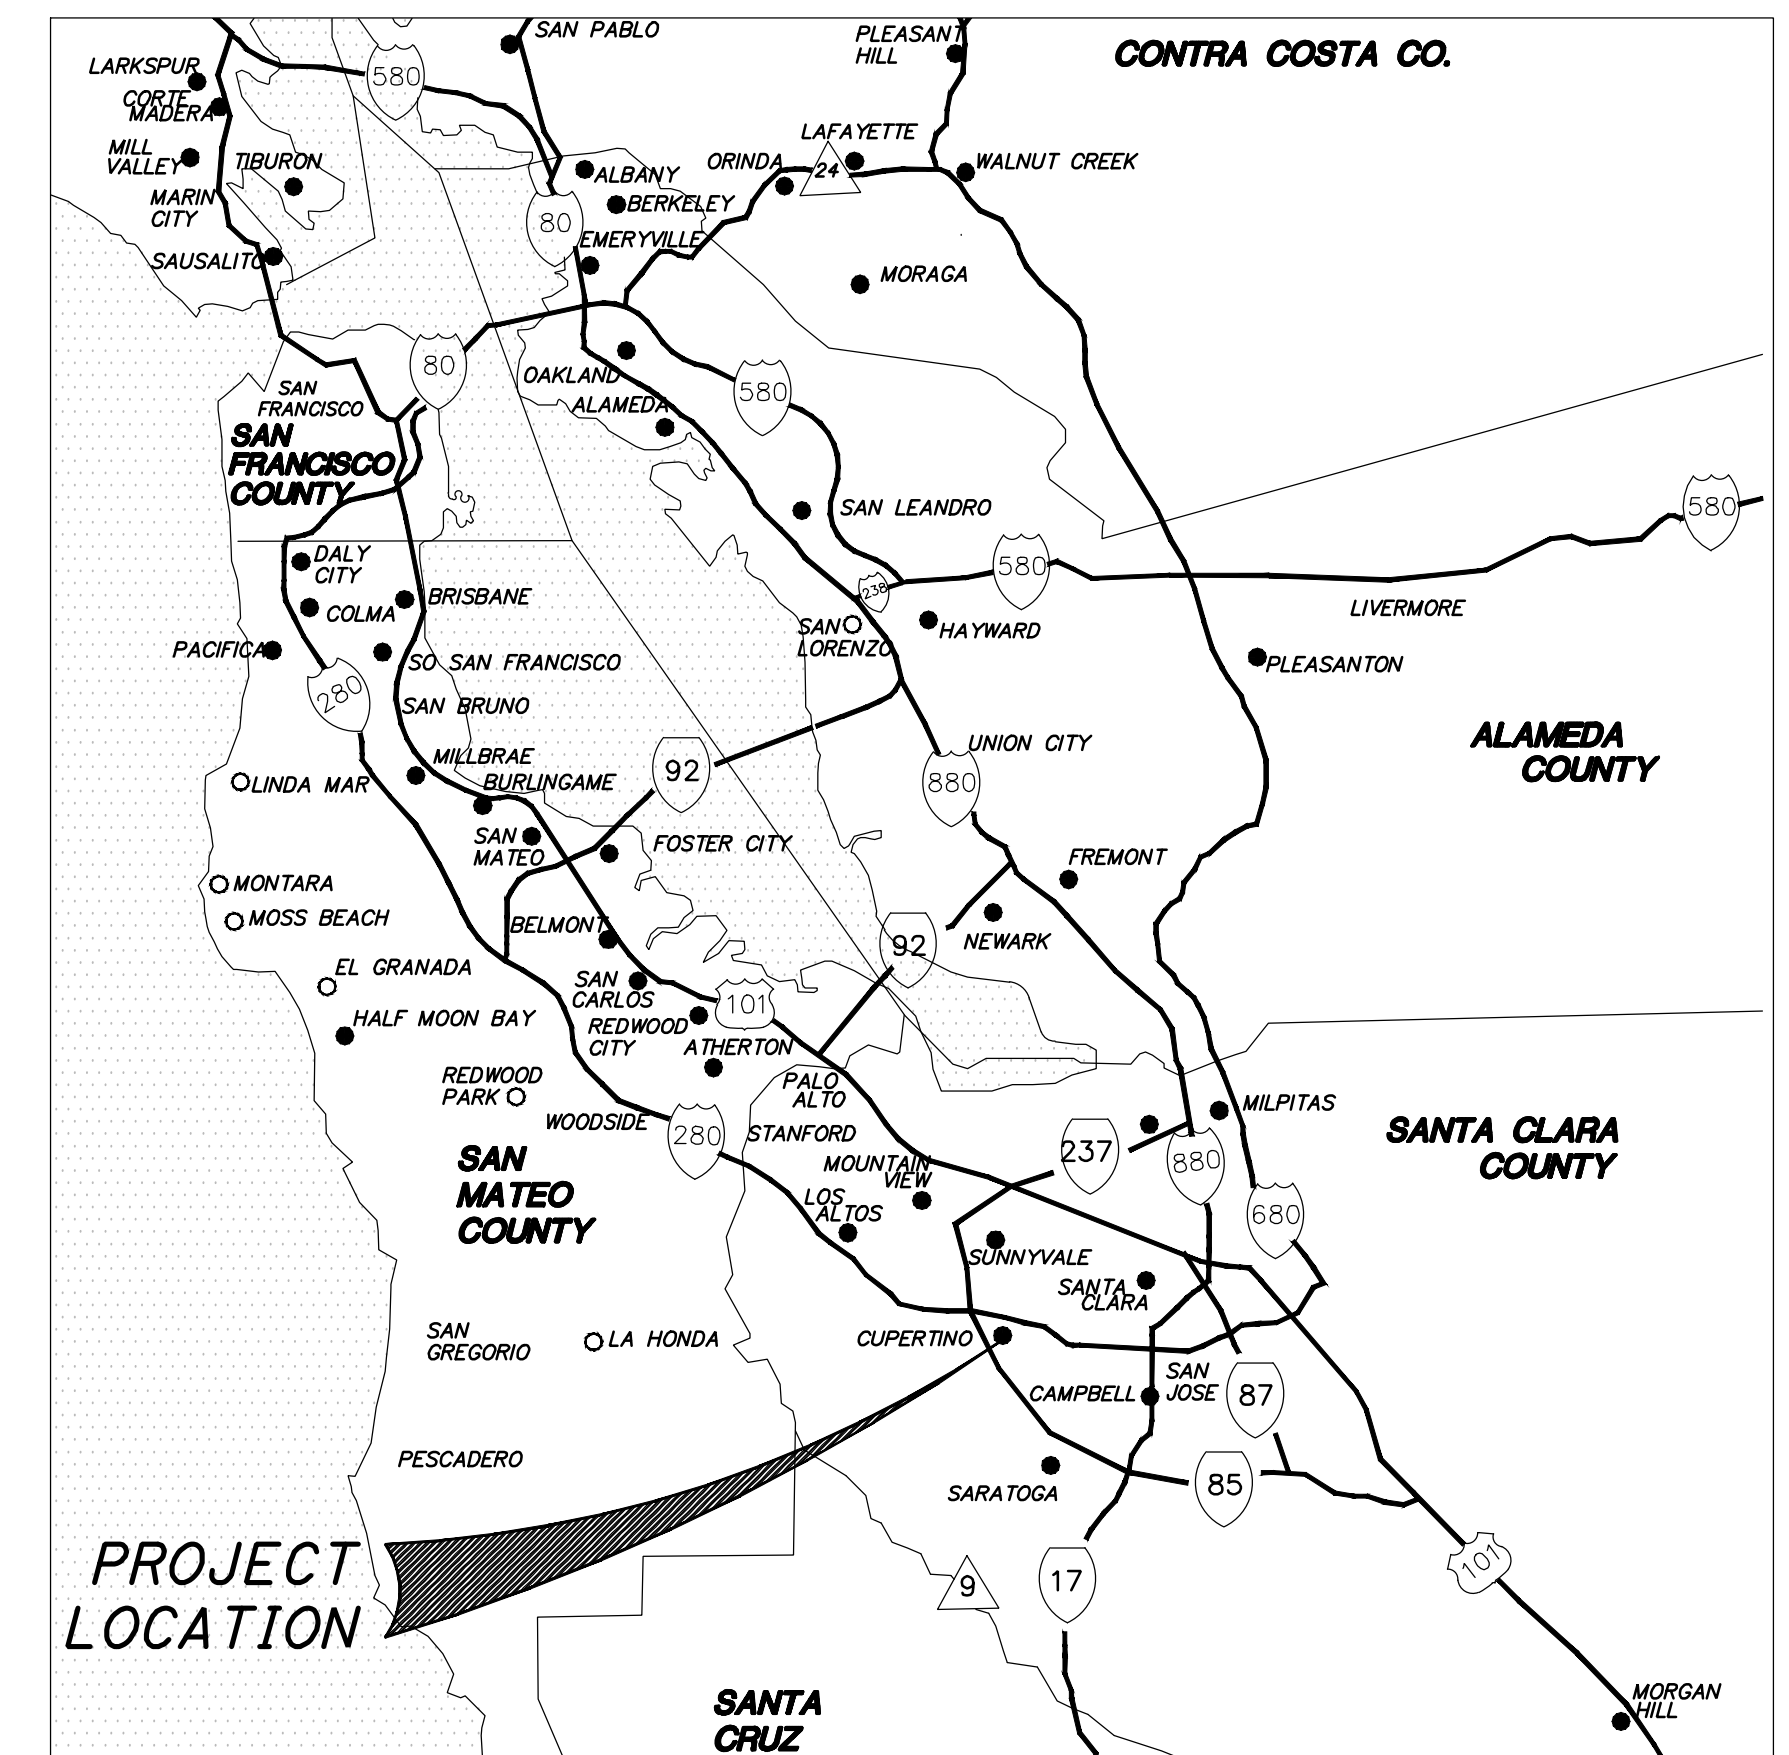 SAN PABLO
PLEASANT
HILL
CONTRA COSTA CO.
LARKSPUR
580
CORTE
MADERA
MILL
VALLEY
TIBURON
LAFAYETTE
ORINDA
24
WALNUT CREEK
ALBANY
MARIN
CITY
BERKELEY
80
EMERYVILLE
SAUSALITO
MORAGA
80
SAN
FRANCISCO
OAKLAND
580
ALAMEDA
SAN
FRANCISCO
COUNTY
SAN LEANDRO
580
DALY
CITY
580
238
BRISBANE
COLMA
LIVERMORE
SAN
LORENZO
HAYWARD
PACIFICA
SO SAN FRANCISCO
PLEASANTON
280
SAN BRUNO
ALAMEDA
COUNTY
UNION CITY
MILLBRAE
92
880
LINDA MAR
BURLINGAME
SAN
MATEO
FOSTER CITY
FREMONT
MONTARA
MOSS BEACH
BELMONT
92
NEWARK
EL GRANADA
SAN
CARLOS
101
HALF MOON BAY
REDWOOD
CITY
ATHERTON
REDWOOD
PARK
PALO
ALTO
MILPITAS
WOODSIDE
280
STANFORD
237
880
SANTA CLARA
COUNTY
SAN
MATEO
COUNTY
MOUNTAIN
VIEW
LOS
ALTOS
680
SUNNYVALE
SANTA
CLARA
SAN
GREGORIO
LA HONDA
CUPERTINO
CAMPBELL
SAN
JOSE
87
PESCADERO
SARATOGA
85
PROJECT
LOCATION
101
9
17
SANTA
CRUZ
MORGAN
HILL